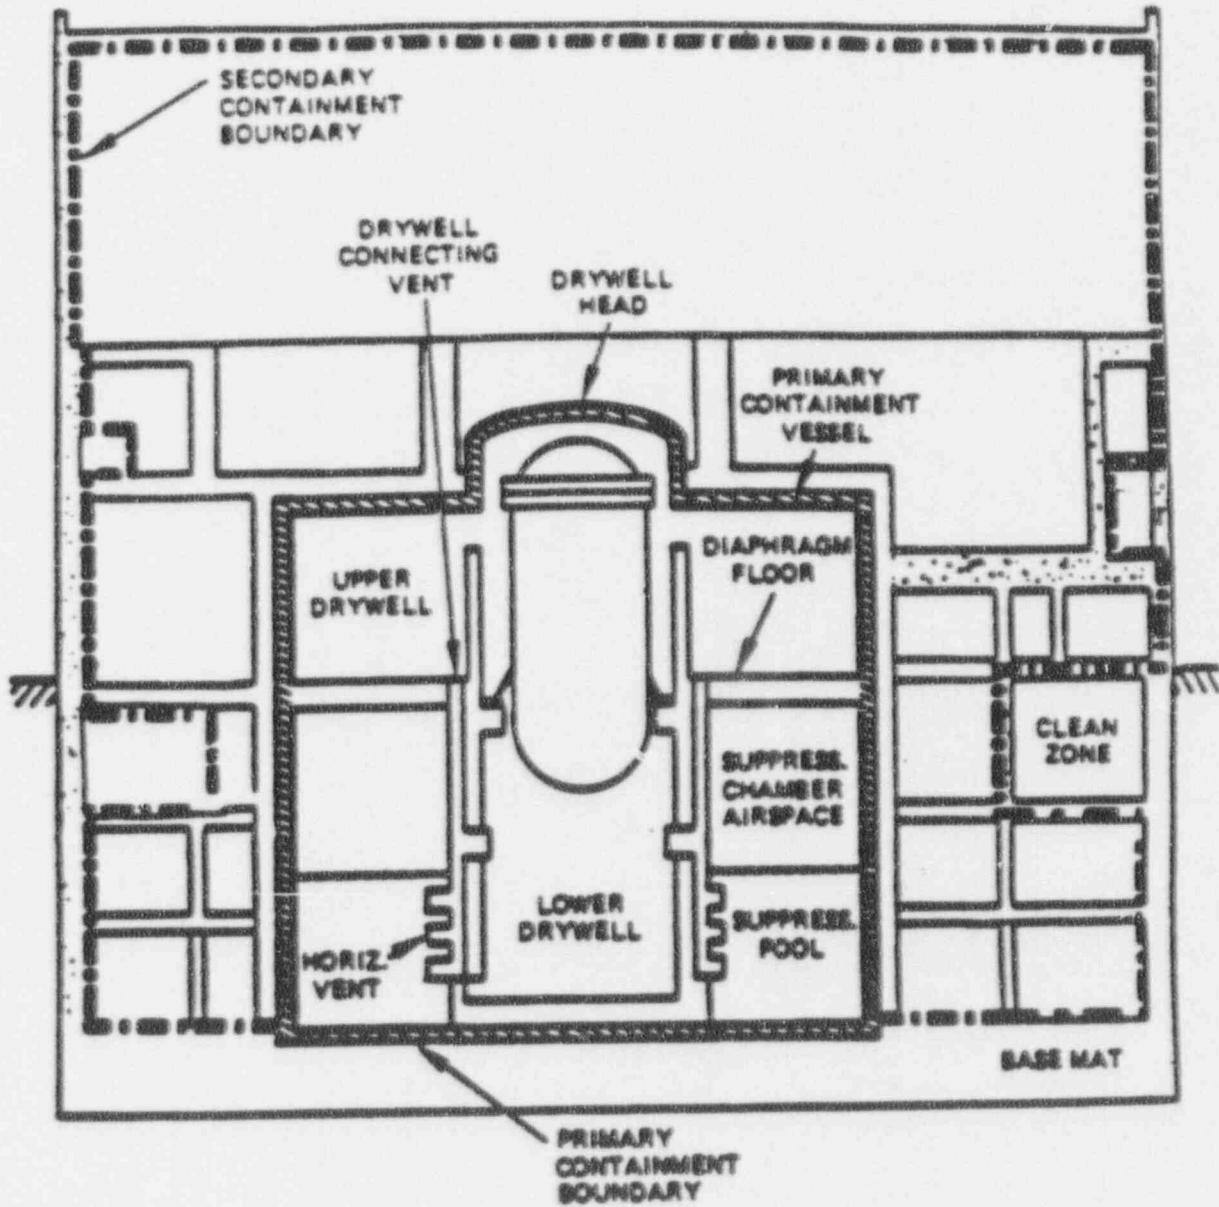 SECONDARY
CONTAINMENT
BOUNDARY
DRYWELL
CONNECTING
VENT
DRYWELL
HEAD
PRIMARY
CONTAINMENT
VESSEL
UPPER
DRYWELL
DIAPHRAGM
FLOOR
CLEAN
ZONE
SUPPRESS.
CHAMBER
AIRSPACE
LOWER
DRYWELL
SUPPRESS.
POOL
HORIZ.
VENT
BASE MAT
PRIMARY
CONTAINMENT
BOUNDARY